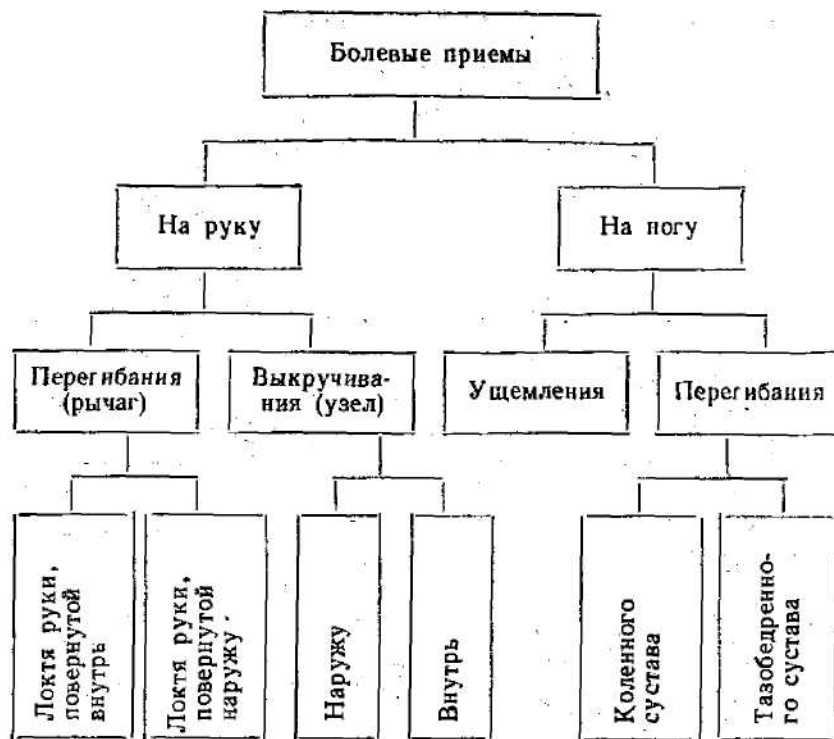 Болевые приемы
На руку
На ногу
Перегибания
(рычаг)
Выкручива-
ния (узел)
Ущемления
Перегибания
Локтя руки,
повернутой
внутрь
Локтя руки,
повернутой
наружу
Наружу
Внутрь
Коленного
сустава
Тазобедренно-
го сустава